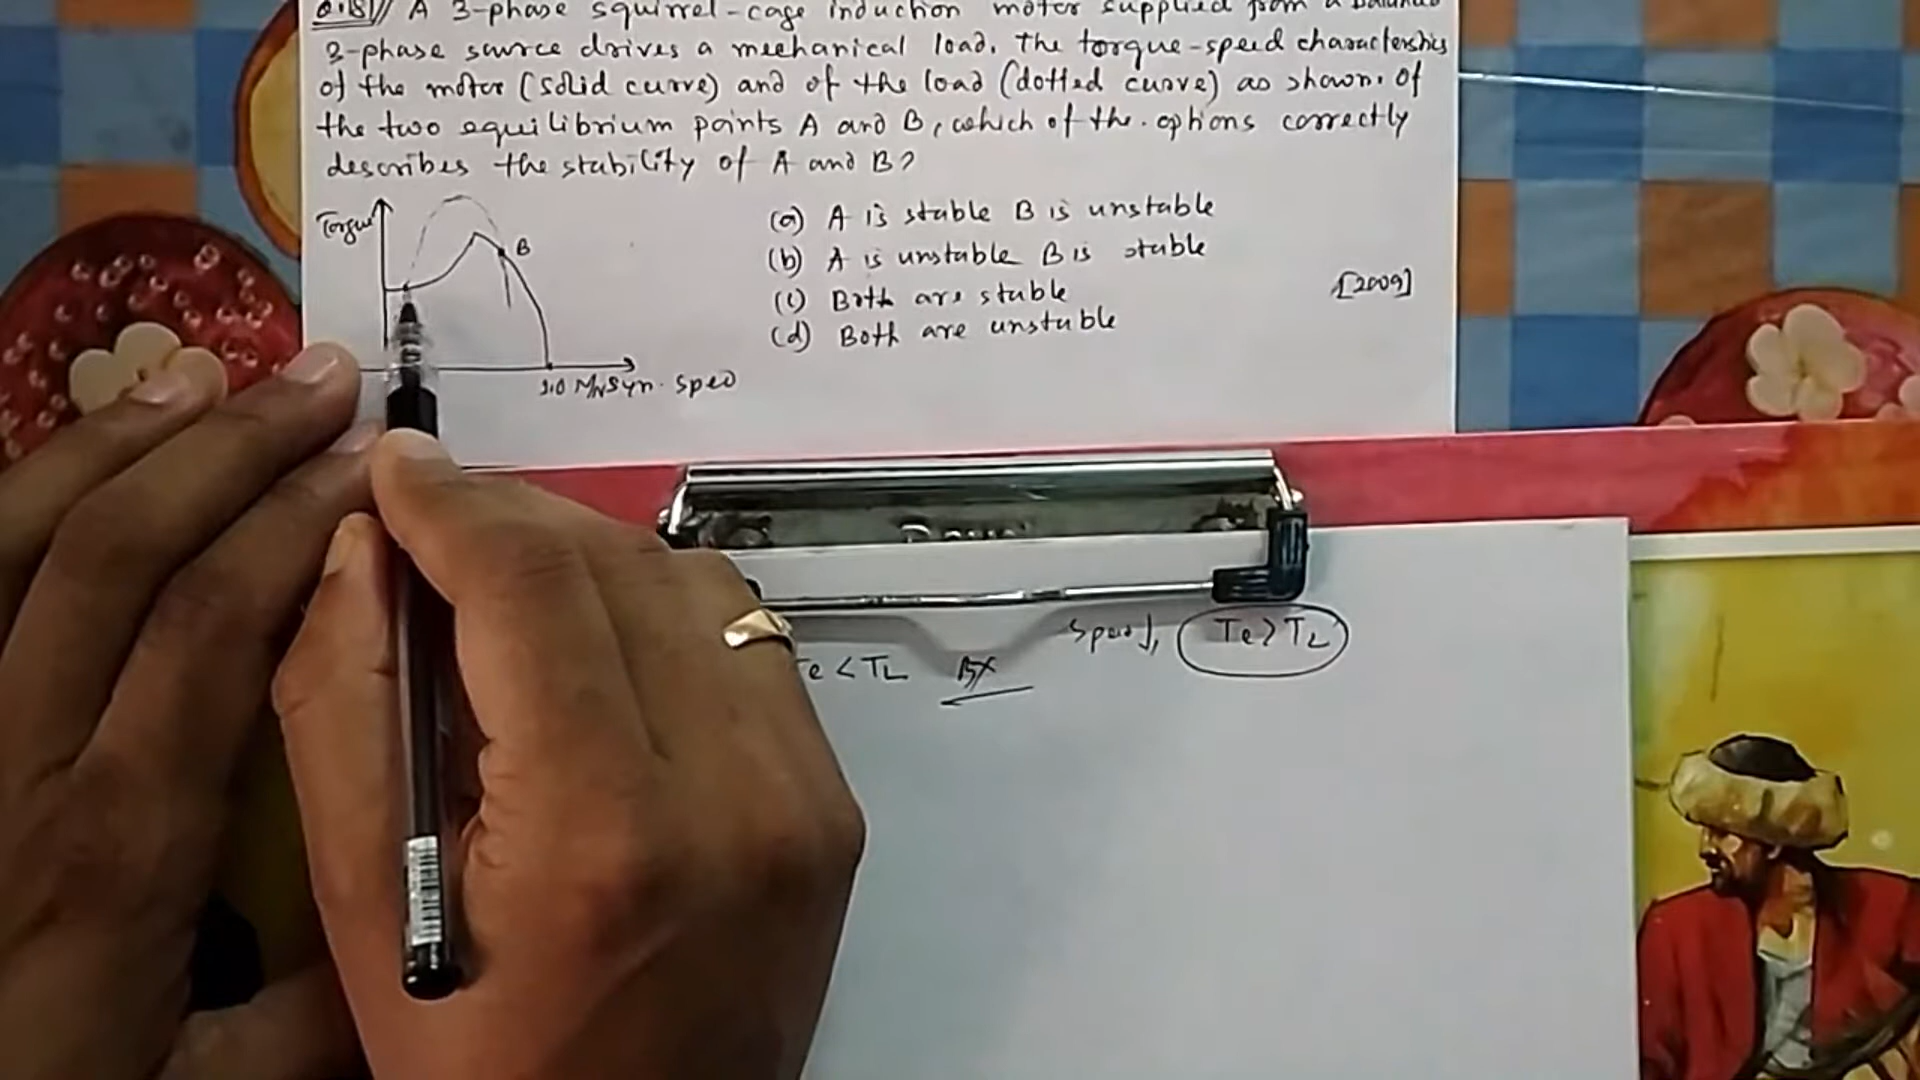 Q.18// A 3-phase squirrel-cage induction motor supplied from a balanced
3-phase source drives a mechanical load. The torque-speed characteristics
of the motor (solid curve) and of the load (dotted curve) as shown. Of
the two equilibrium points A and B, which of the options correctly
describes the stability of A and B?
Torque
B
(a) A is stable B is unstable
(b) A is unstable B is stable
(c) Both are stable
(d) Both are unstable
[2009]
1.0 N/Nsyn. Speed
Speed↓, Te > TL
Te < TL